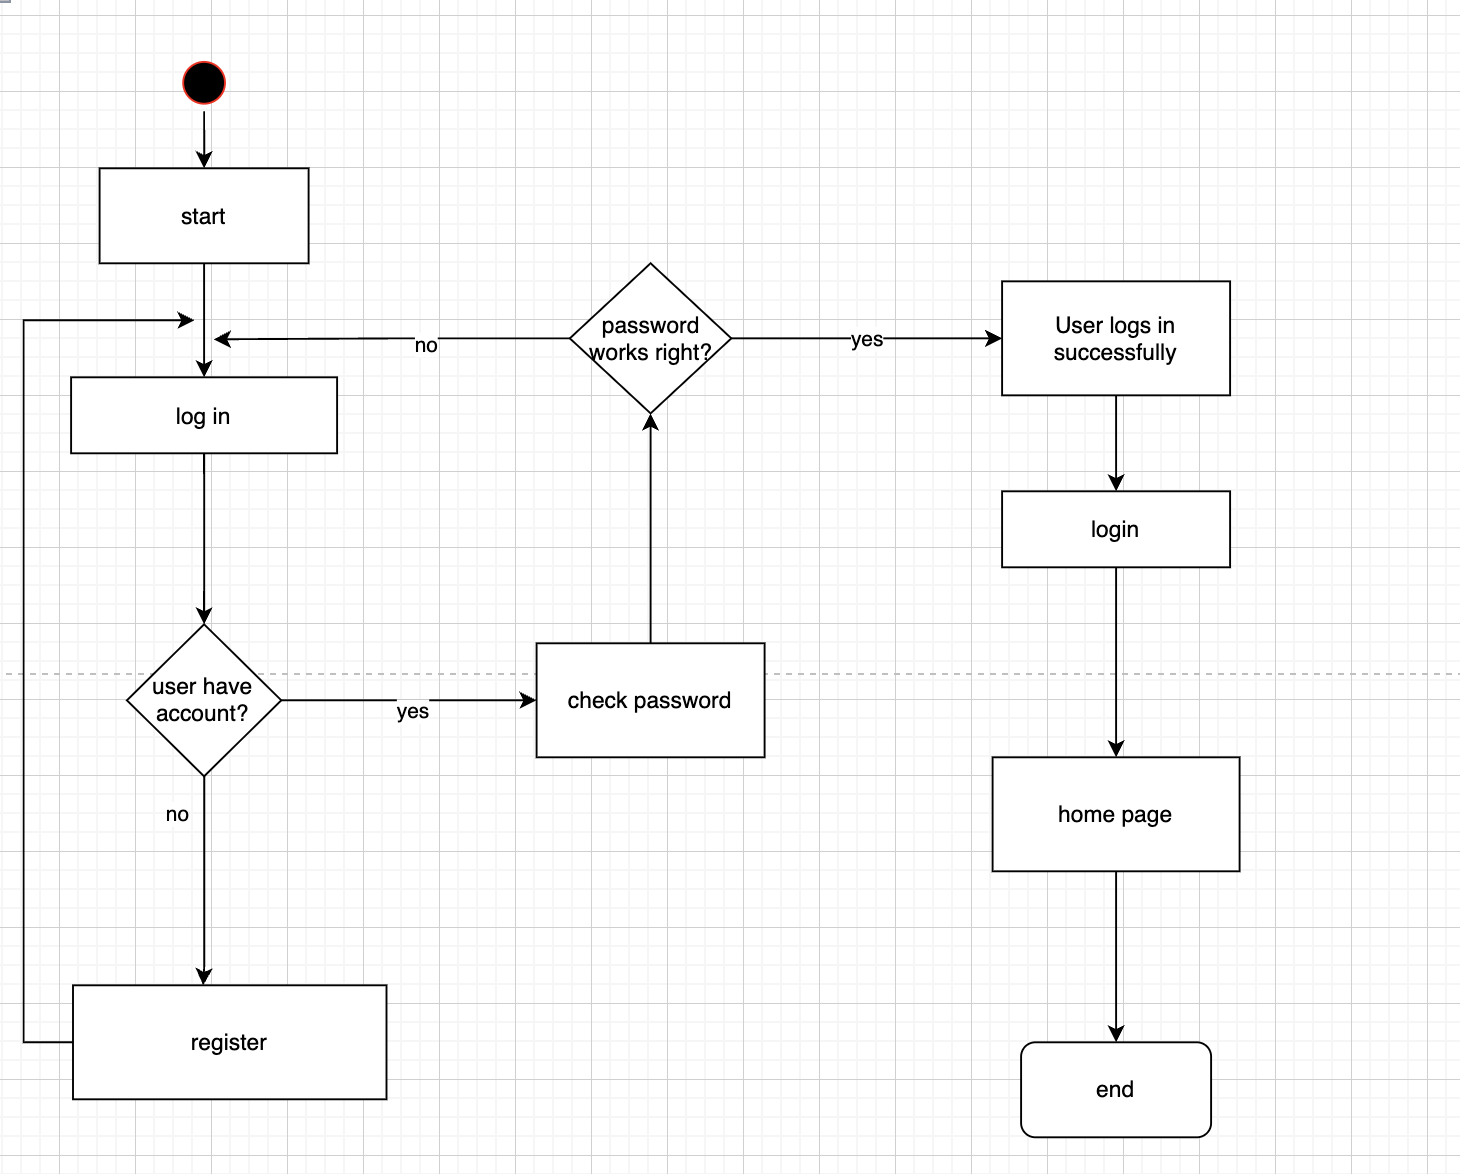 start
no
password
works right?
yes
User logs in
successfully
log in
login
user have
account?
yes
check password
no
home page
register
end